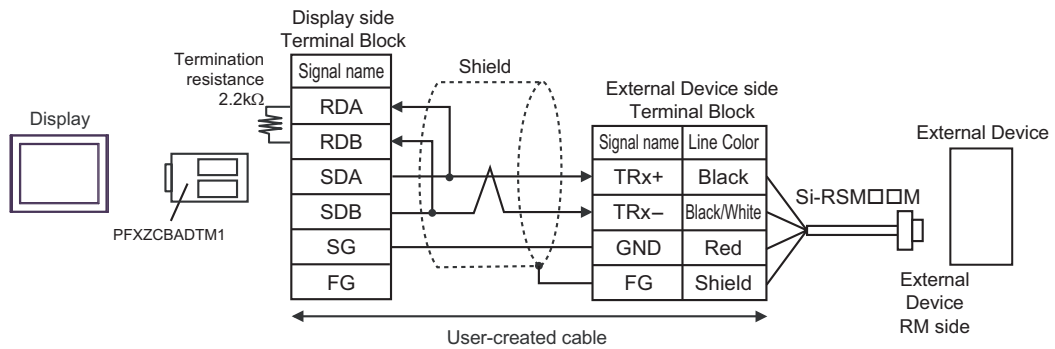 Display side
Terminal Block
Termination
resistance
2.2kΩ
Signal name
RDA
RDB
SDA
SDB
SG
FG
Shield
External Device side
Terminal Block
Signal name Line Color
TRx+ Black
TRx− Black/White
GND Red
FG Shield
Display
PFXZCBADTM1
Si-RSM□□M
External Device
External
Device
RM side
User-created cable